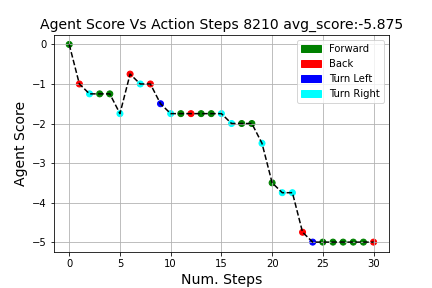 Agent Score Vs Action Steps 8210 avg_score:-5.875
Agent Score
0
−1
−2
−3
−4
−5
Forward
Back
Turn Left
Turn Right
0 5 10 15 20 25 30
Num. Steps